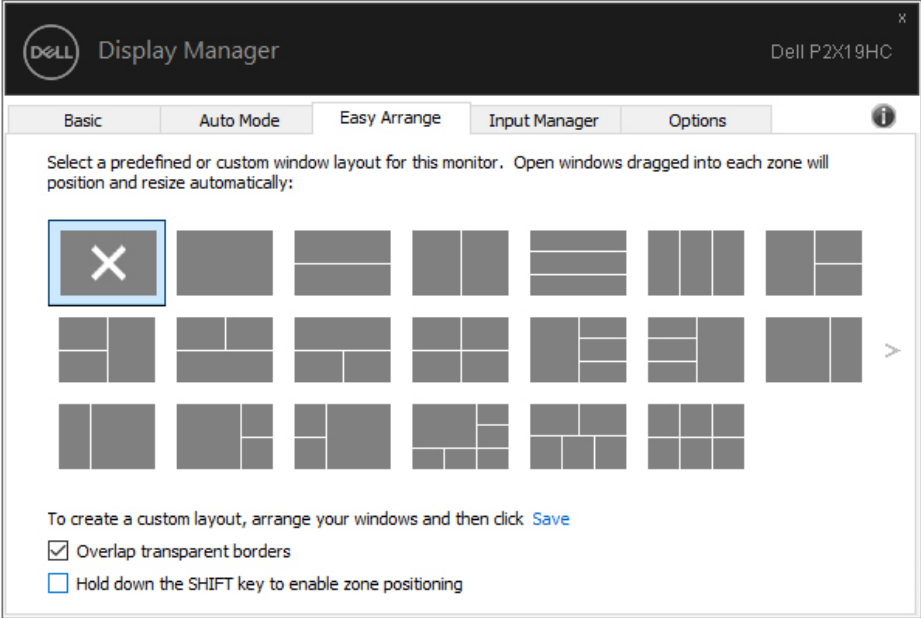 x
DELL Display Manager
Dell P2X19HC
Basic Auto Mode Easy Arrange Input Manager Options
Select a predefined or custom window layout for this monitor. Open windows dragged into each zone will
position and resize automatically:
>
To create a custom layout, arrange your windows and then click Save
Overlap transparent borders
Hold down the SHIFT key to enable zone positioning